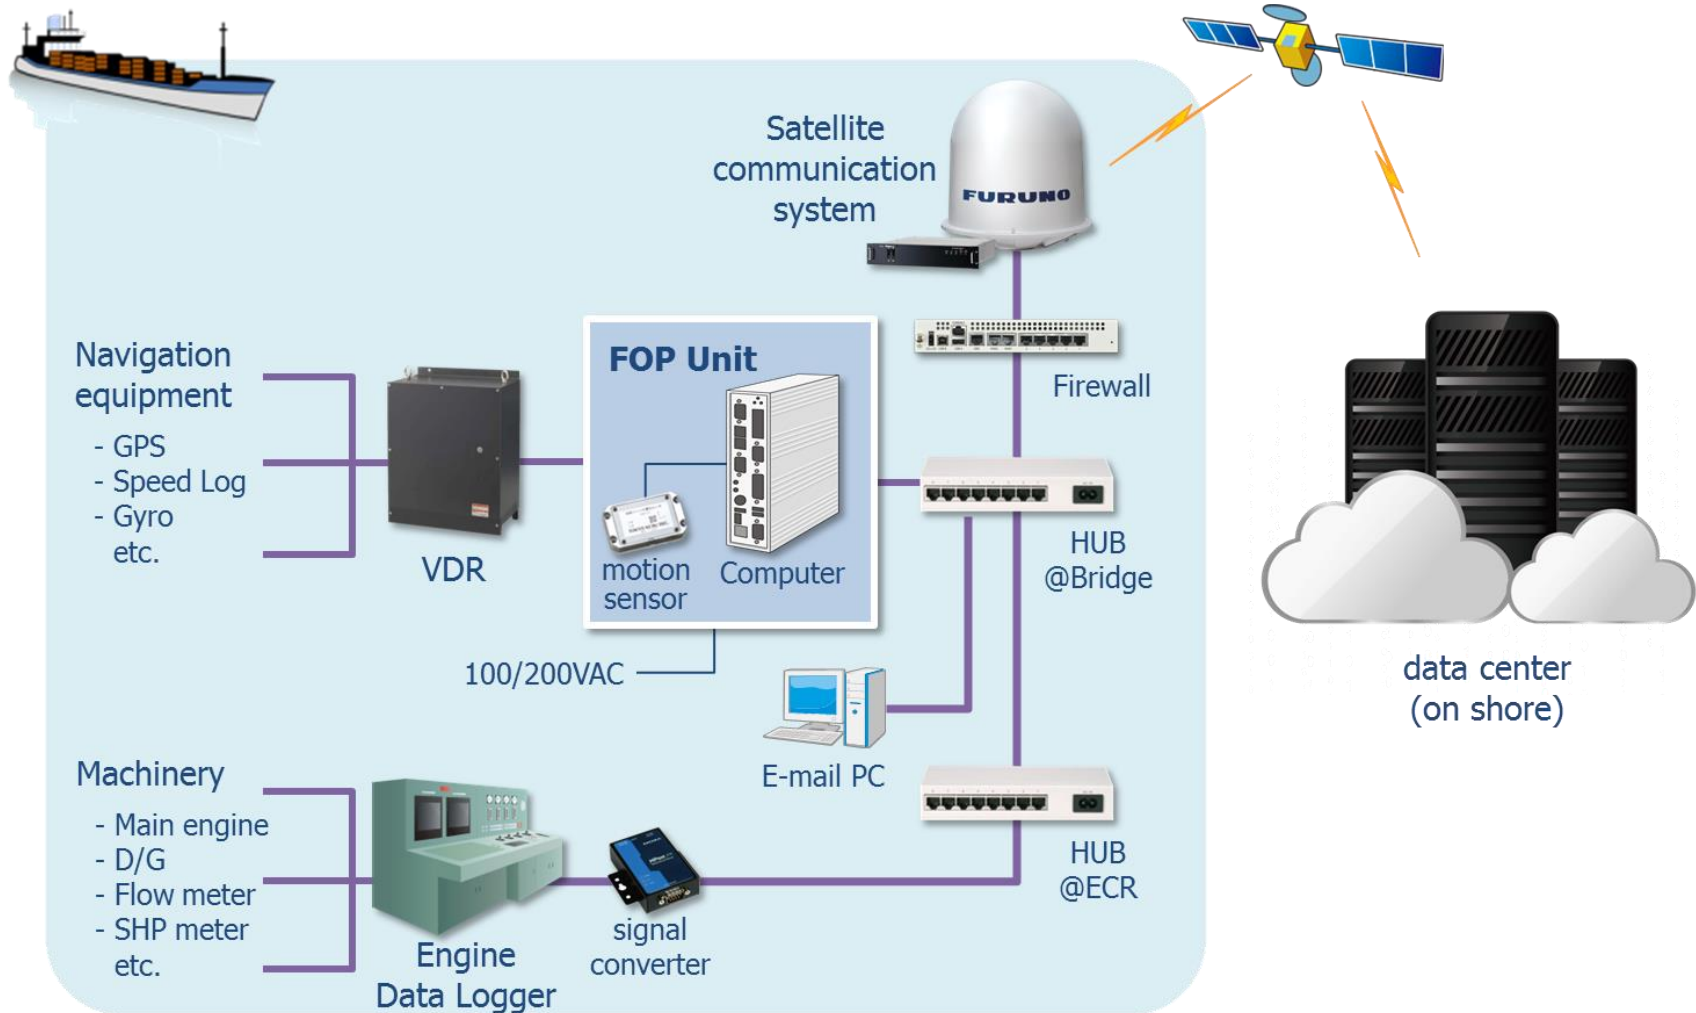 Satellite
communication
system
FURUNO
Navigation
equipment
- GPS
- Speed Log
- Gyro
etc.
VDR
FOP Unit
motion
sensor
Computer
100/200VAC
Firewall
HUB
@Bridge
E-mail PC
HUB
@ECR
Machinery
- Main engine
- D/G
- Flow meter
- SHP meter
etc.
Engine
Data Logger
signal
converter
data center
(on shore)